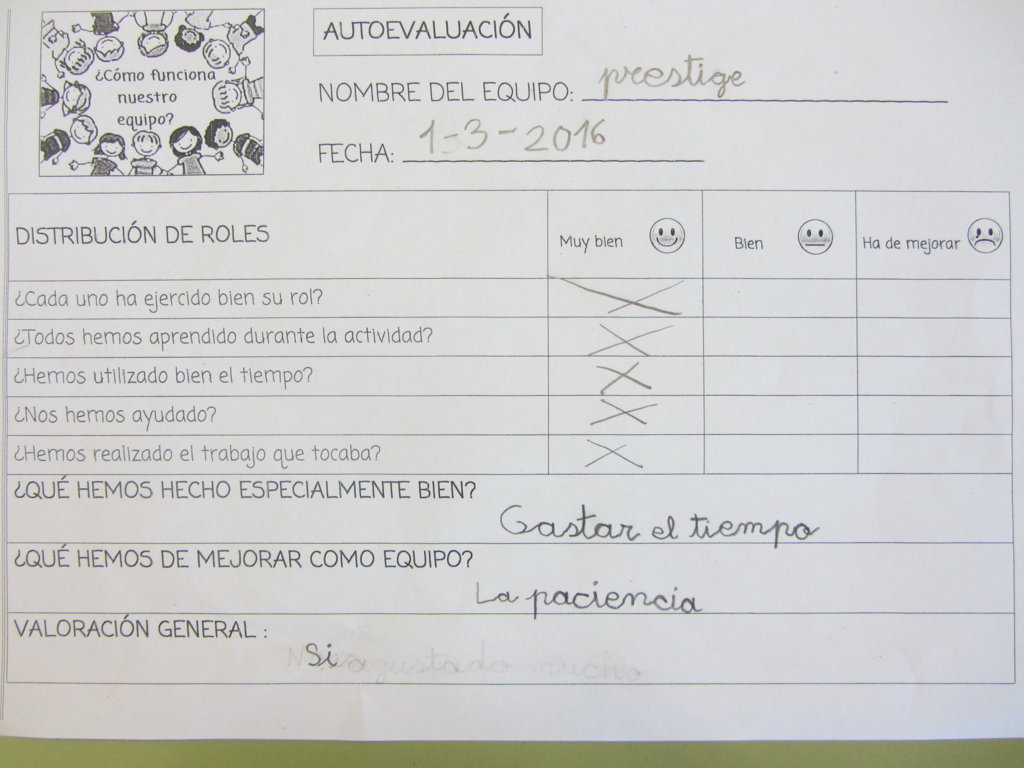 ¿Cómo funciona
nuestro
equipo?
AUTOEVALUACIÓN
NOMBRE DEL EQUIPO: prestige
FECHA: 1-3-2016
DISTRIBUCIÓN DE ROLES Muy bien Bien Ha de mejorar
¿Cada uno ha ejercido bien su rol? X
¿Todos hemos aprendido durante la actividad? X
¿Hemos utilizado bien el tiempo? X
¿Nos hemos ayudado? X
¿Hemos realizado el trabajo que tocaba? X
¿QUÉ HEMOS HECHO ESPECIALMENTE BIEN?
Gastar el tiempo
¿QUÉ HEMOS DE MEJORAR COMO EQUIPO?
La paciencia
VALORACIÓN GENERAL :
Si agustado mucho